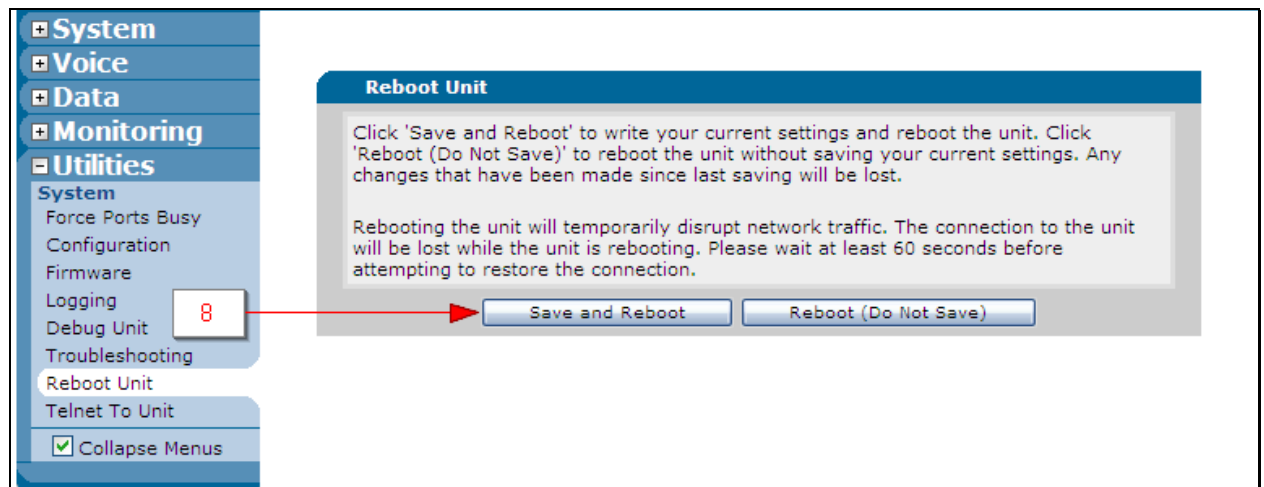 System
Voice
Data
Monitoring
Utilities
System
Force Ports Busy
Configuration
Firmware
Logging
Debug Unit
Troubleshooting
Reboot Unit
Telnet To Unit
Collapse Menus
8
Reboot Unit
Click 'Save and Reboot' to write your current settings and reboot the unit. Click
'Reboot (Do Not Save)' to reboot the unit without saving your current settings. Any
changes that have been made since last saving will be lost.
Rebooting the unit will temporarily disrupt network traffic. The connection to the unit
will be lost while the unit is rebooting. Please wait at least 60 seconds before
attempting to restore the connection.
Save and Reboot
Reboot (Do Not Save)